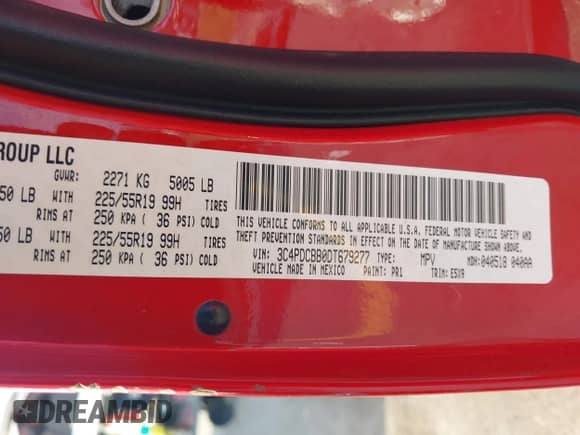 ROUP LLC
GVWR: 2271 KG 5005 LB
50 LB WITH 225/55R19 99H TIRES
RIMS AT 250 KPA ( 36 PSI) COLD
50 LB WITH 225/55R19 99H TIRES
RIMS AT 250 KPA ( 36 PSI) COLD
THIS VEHICLE CONFORMS TO ALL APPLICABLE U.S.A. FEDERAL MOTOR VEHICLE SAFETY AND
THEFT PREVENTION STANDARDS IN EFFECT ON THE DATE OF MANUFACTURE SHOWN ABOVE.
VIN: 3C4PDCBB0DT679277 TYPE: MPV MDH: 040518 040AA
VEHICLE MADE IN MEXICO PAINT: PR1 TRIM: E5X9
DREAMBID